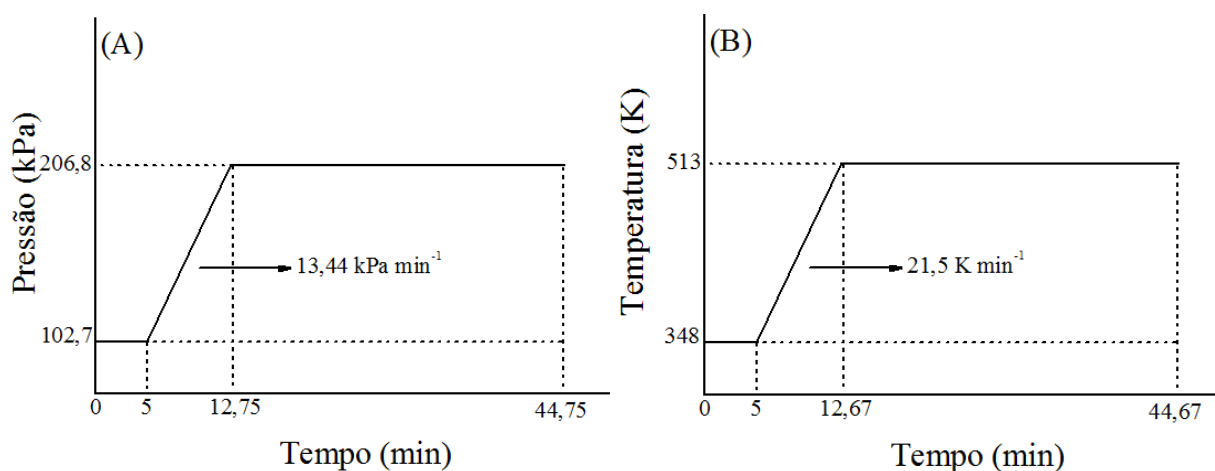 (A)
Pressão (kPa)
206,8
13,44 kPa min⁻¹
102,7
0 5 12,75 44,75
Tempo (min)
(B)
Temperatura (K)
513
21,5 K min⁻¹
348
0 5 12,67 44,67
Tempo (min)